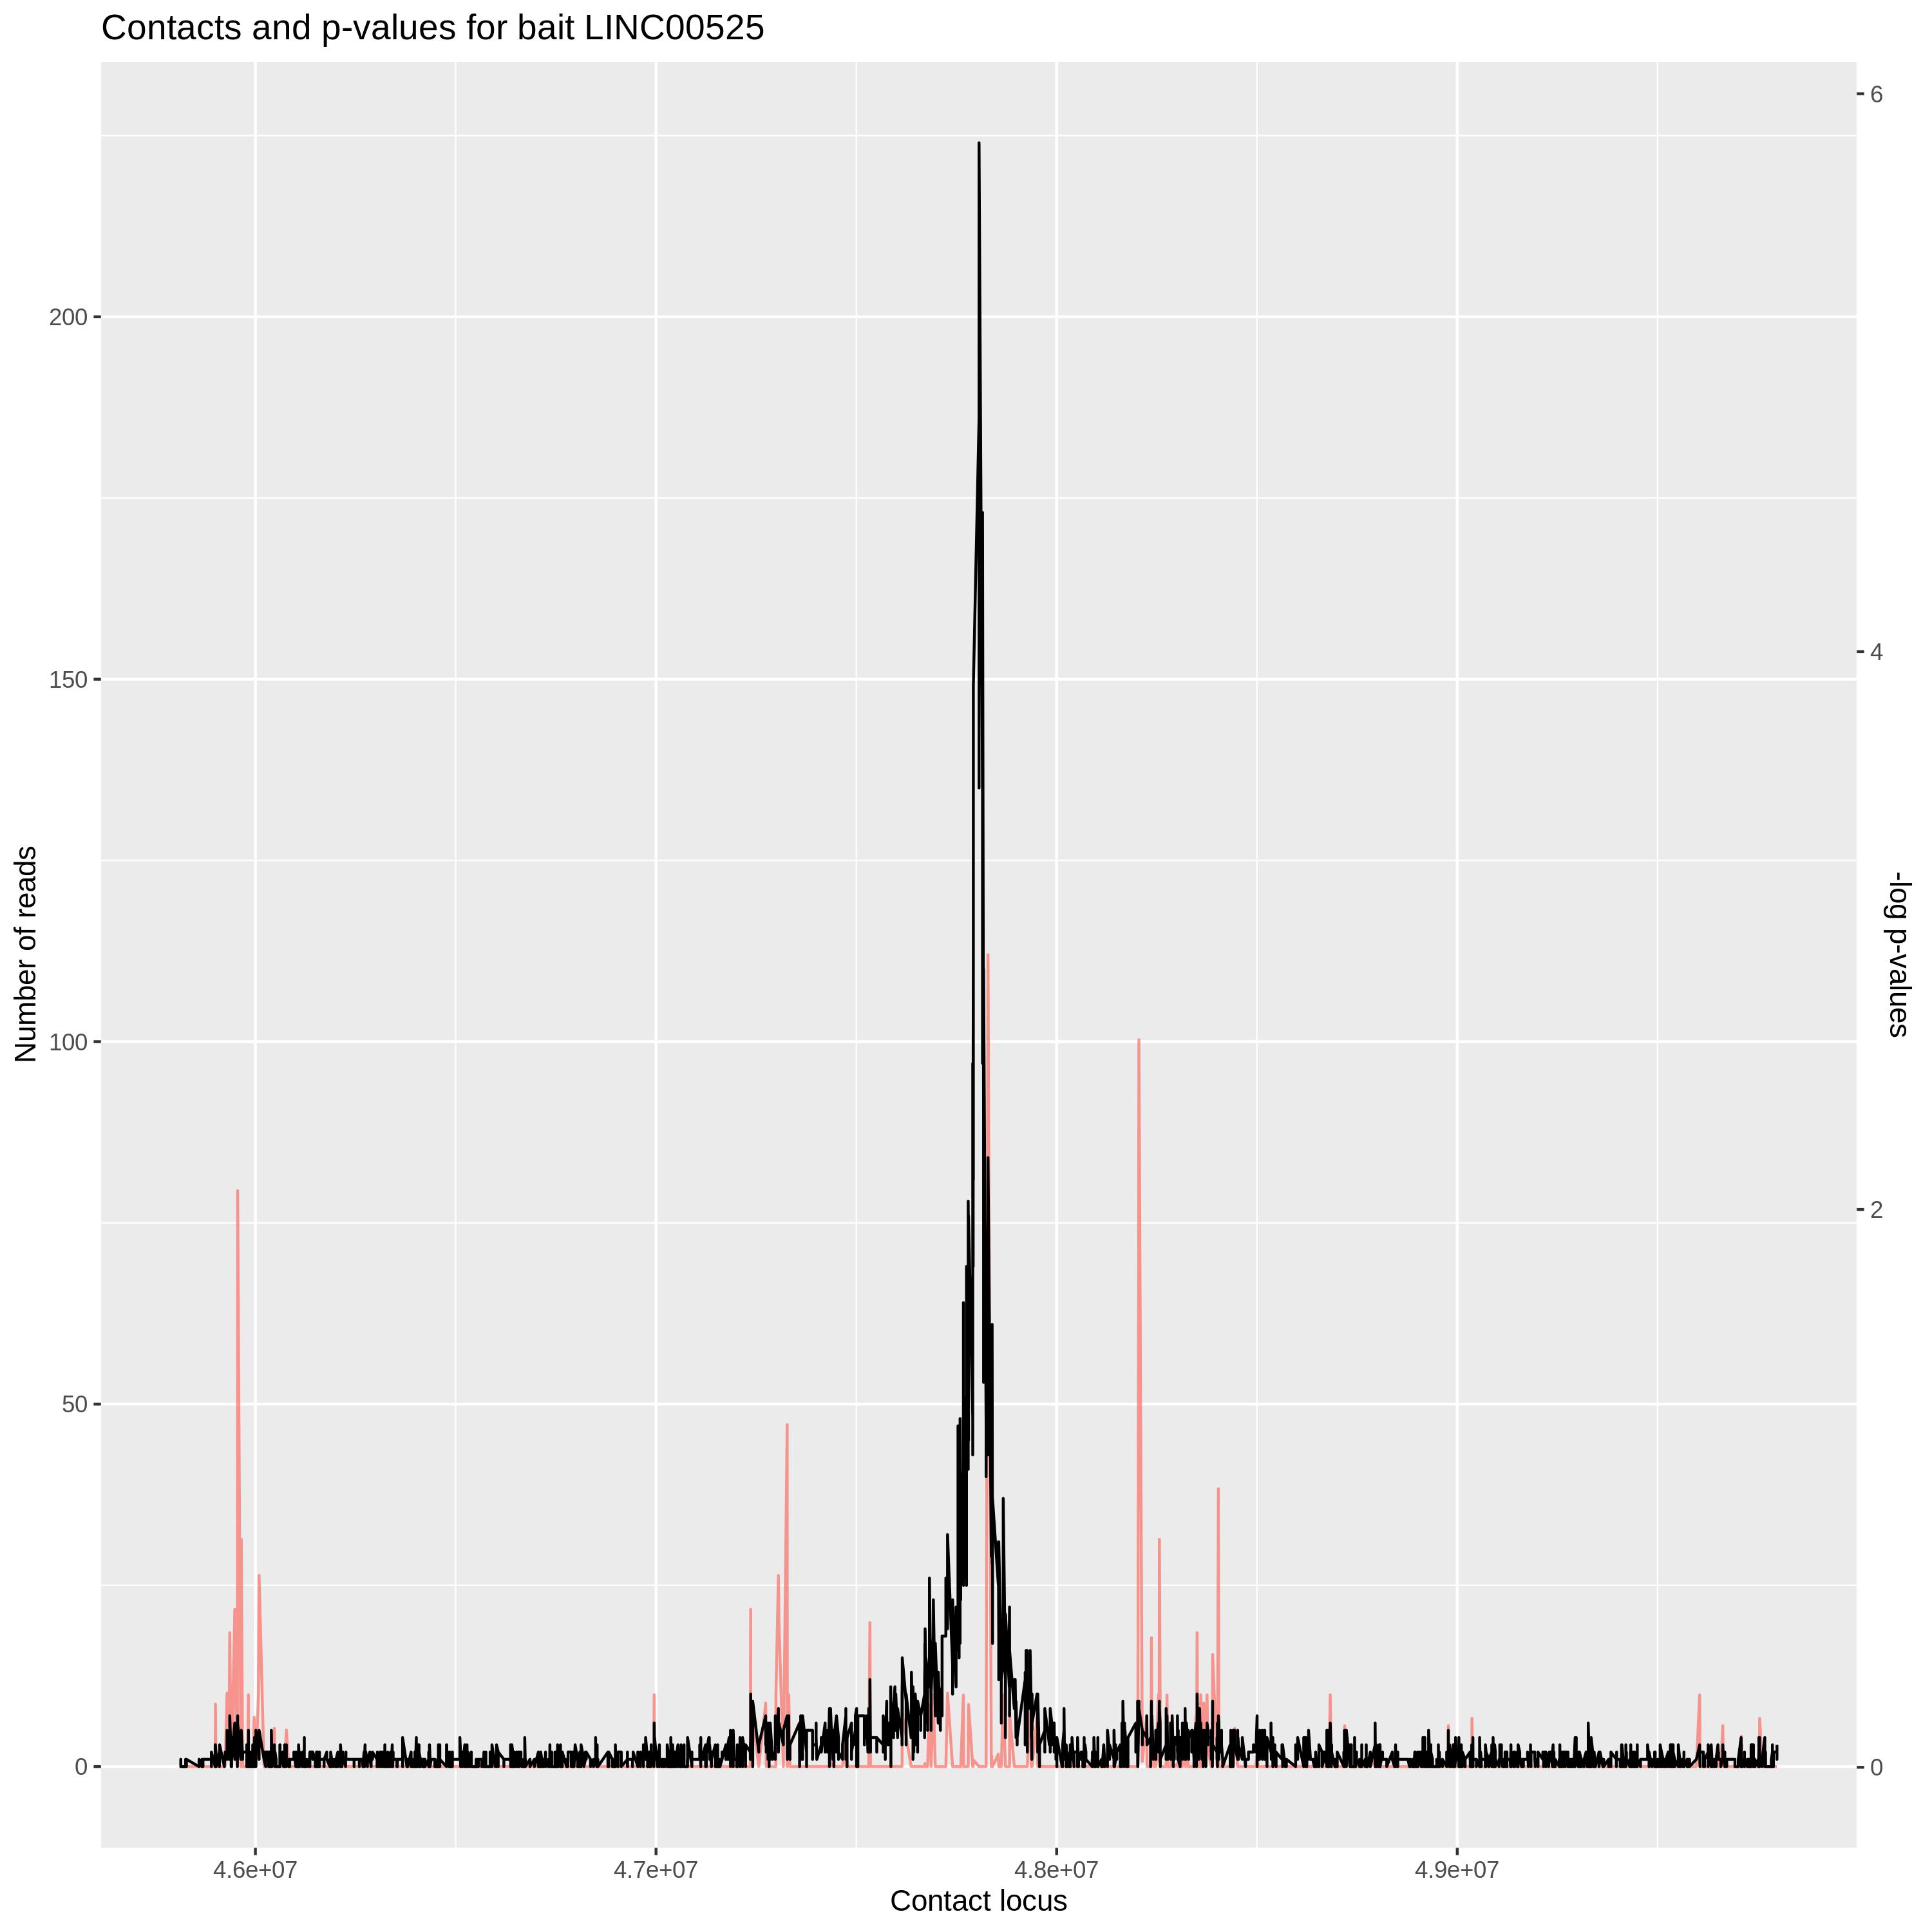 Contacts and p-values for bait LINC00525
6
200
4
150
Number of reads
-log p-values
100
2
50
0
0
4.6e+07
4.7e+07
4.8e+07
4.9e+07
Contact locus